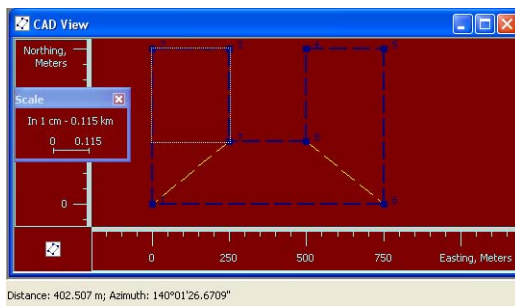 CAD View
Northing,
Meters
Scale
In 1 cm - 0.115 km
0 0.115
0
0 250 500 750 Easting, Meters
Distance: 402.507 m; Azimuth: 140°01'26.6709"